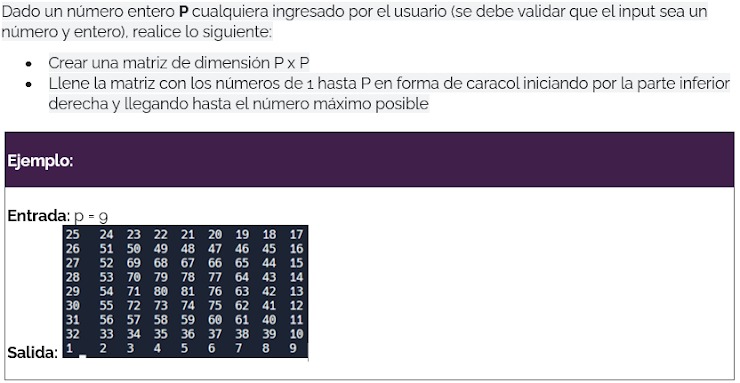 Dado un número entero P cualquiera ingresado por el usuario (se debe validar que el input sea un
número y entero), realice lo siguiente:
• Crear una matriz de dimensión P x P
• Llene la matriz con los números de 1 hasta P en forma de caracol iniciando por la parte inferior
derecha y llegando hasta el número máximo posible
Ejemplo:
Entrada: p = 9
25 24 23 22 21 20 19 18 17
26 51 50 49 48 47 46 45 16
27 52 69 68 67 66 65 44 15
28 53 70 79 78 77 64 43 14
29 54 71 80 81 76 63 42 13
30 55 72 73 74 75 62 41 12
31 56 57 58 59 60 61 40 11
32 33 34 35 36 37 38 39 10
Salida: 1 2 3 4 5 6 7 8 9